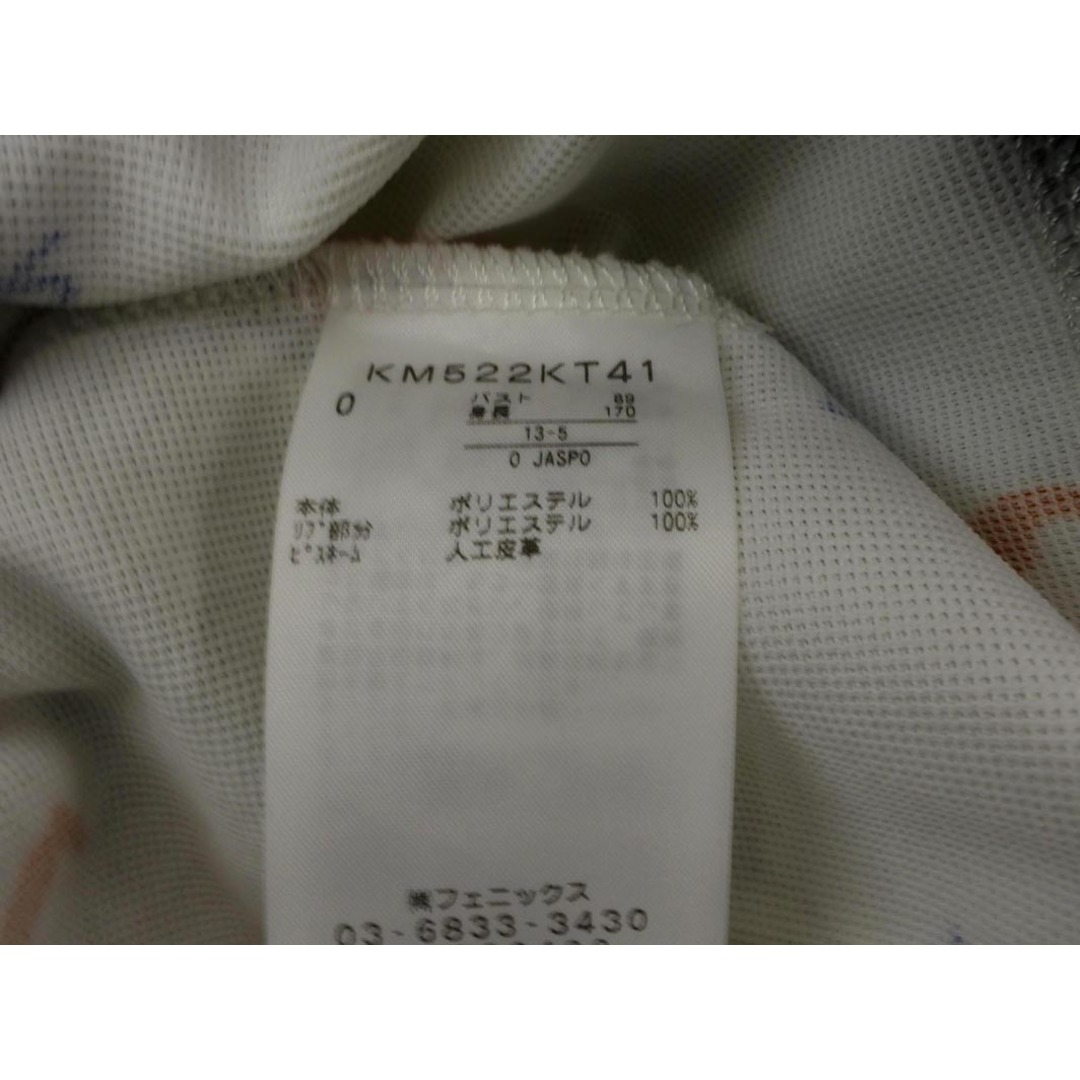 KM522KT41
0 バスト 89
身長 170
13-5
0 JASPO
本体 ポリエステル 100%
リブ部分 ポリエステル 100%
ピスネーム 人工皮革
㈱フェニックス
03-6833-3430